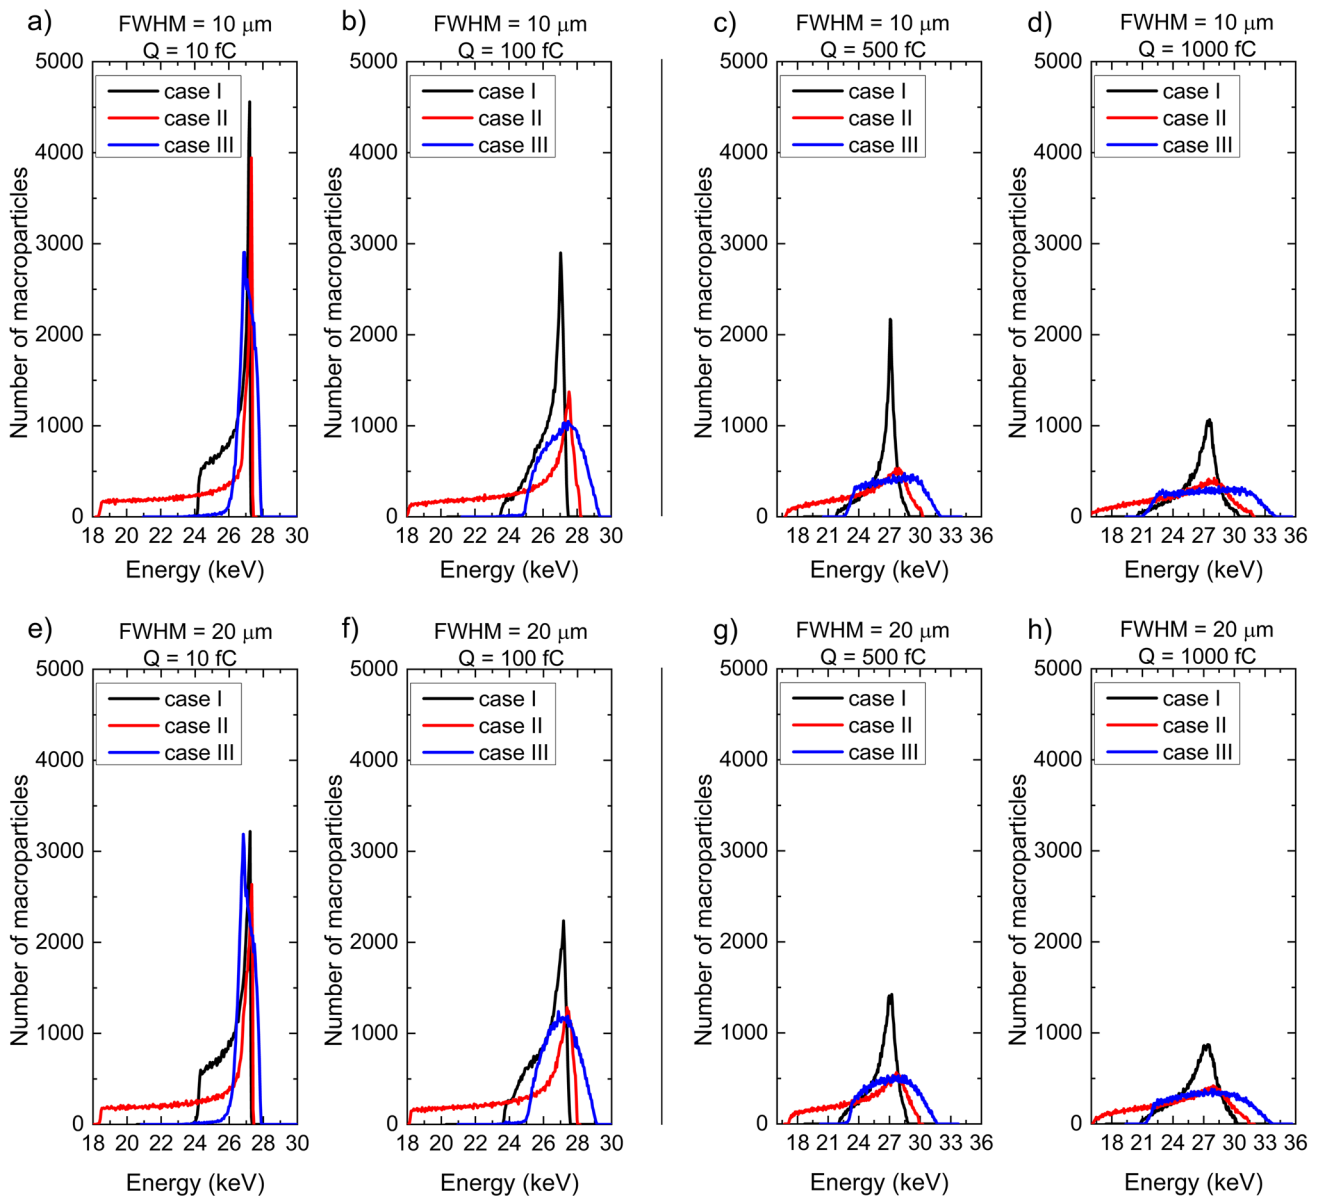 a)
FWHM = 10 μm
Q = 10 fC
5000
4000
3000
2000
1000
0
case I
case II
case III
Number of macroparticles
18 20 22 24 26 28 30
Energy (keV)
b)
FWHM = 10 μm
Q = 100 fC
5000
4000
3000
2000
1000
0
case I
case II
case III
Number of macroparticles
18 20 22 24 26 28 30
Energy (keV)
c)
FWHM = 10 μm
Q = 500 fC
5000
4000
3000
2000
1000
0
case I
case II
case III
Number of macroparticles
18 21 24 27 30 33 36
Energy (keV)
d)
FWHM = 10 μm
Q = 1000 fC
5000
4000
3000
2000
1000
0
case I
case II
case III
Number of macroparticles
18 21 24 27 30 33 36
Energy (keV)
e)
FWHM = 20 μm
Q = 10 fC
5000
4000
3000
2000
1000
0
case I
case II
case III
Number of macroparticles
18 20 22 24 26 28 30
Energy (keV)
f)
FWHM = 20 μm
Q = 100 fC
5000
4000
3000
2000
1000
0
case I
case II
case III
Number of macroparticles
18 20 22 24 26 28 30
Energy (keV)
g)
FWHM = 20 μm
Q = 500 fC
5000
4000
3000
2000
1000
0
case I
case II
case III
Number of macroparticles
18 21 24 27 30 33 36
Energy (keV)
h)
FWHM = 20 μm
Q = 1000 fC
5000
4000
3000
2000
1000
0
case I
case II
case III
Number of macroparticles
18 21 24 27 30 33 36
Energy (keV)